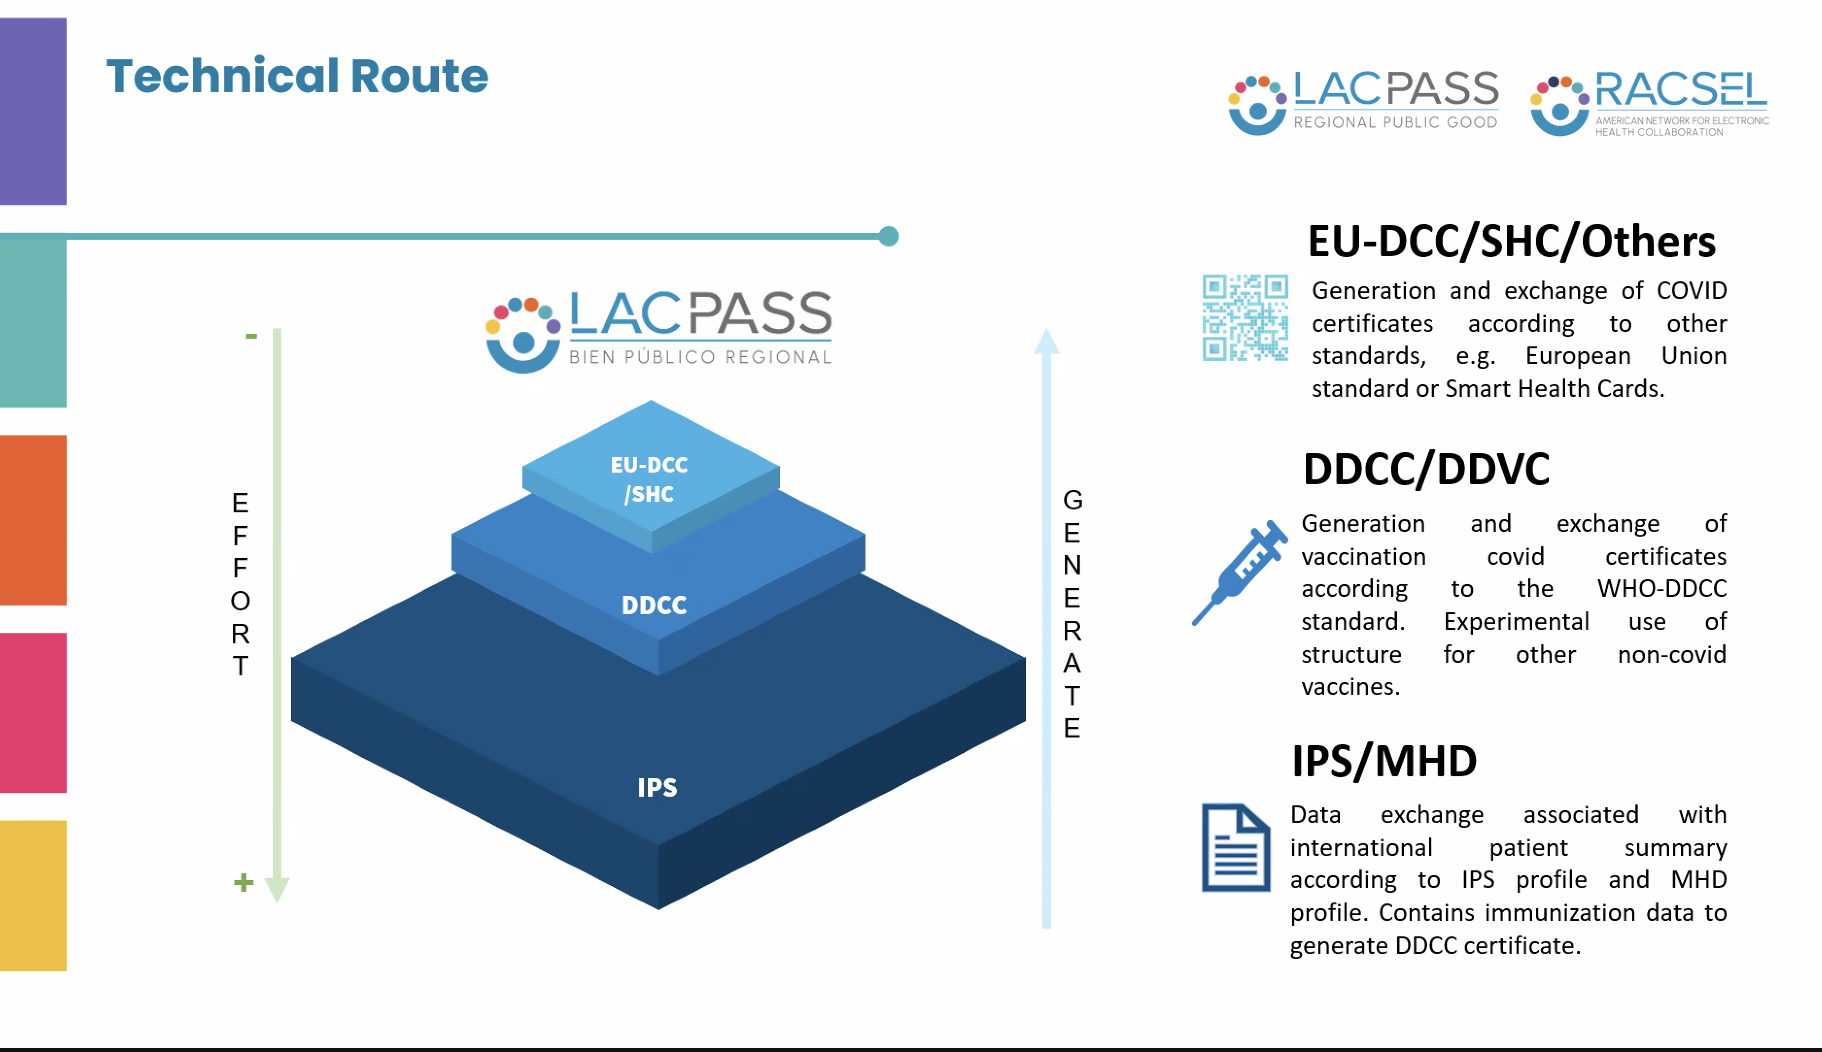 Technical Route
LACPASS
REGIONAL PUBLIC GOOD
RACSEL
AMERICAN NETWORK FOR ELECTRONIC
HEALTH COLLABORATION
LACPASS
BIEN PÚBLICO REGIONAL
-
EFFORT
+
EU-DCC
/SHC
DDCC
IPS
GENERATE
EU-DCC/SHC/Others
Generation and exchange of COVID
certificates according to other
standards, e.g. European Union
standard or Smart Health Cards.
DDCC/DDVC
Generation and exchange of
vaccination covid certificates
according to the WHO-DDCC
standard. Experimental use of
structure for other non-covid
vaccines.
IPS/MHD
Data exchange associated with
international patient summary
according to IPS profile and MHD
profile. Contains immunization data to
generate DDCC certificate.